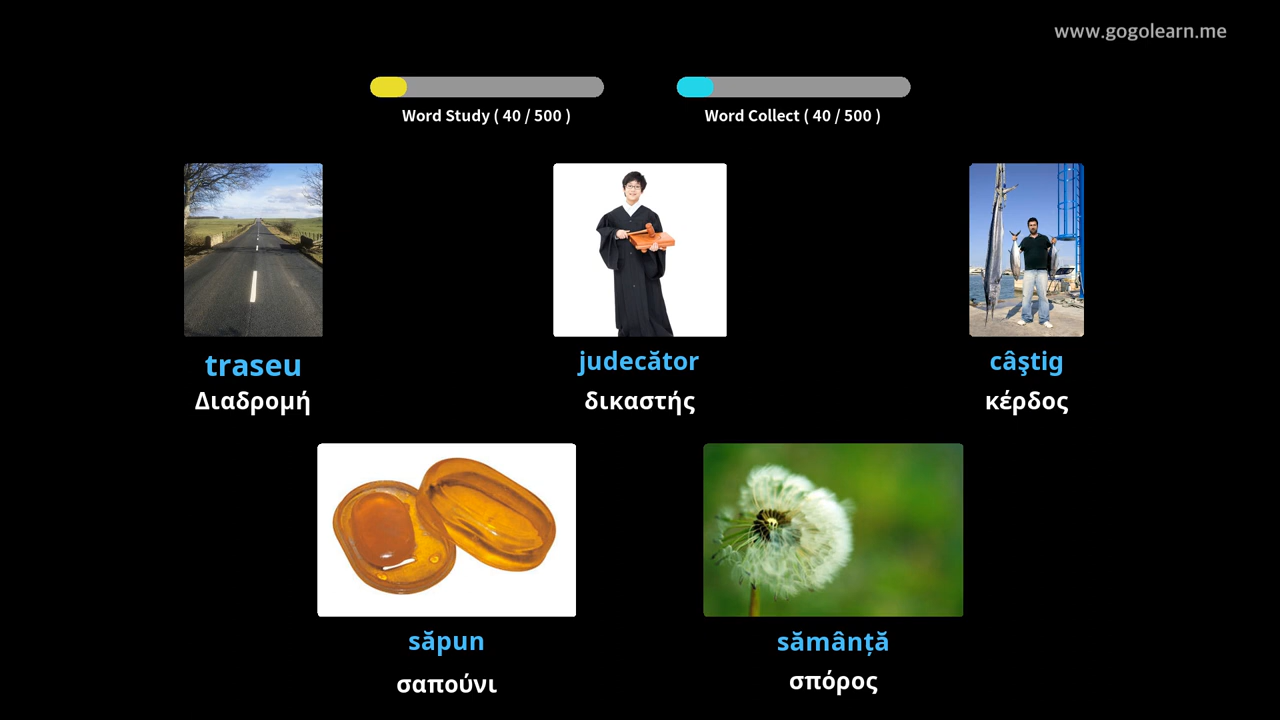 www.gogolearn.me
Word Study ( 40 / 500 )
Word Collect ( 40 / 500 )
traseu
Διαδρομή
judecător
δικαστής
câştig
κέρδος
săpun
σαπούνι
sămânță
σπόρος